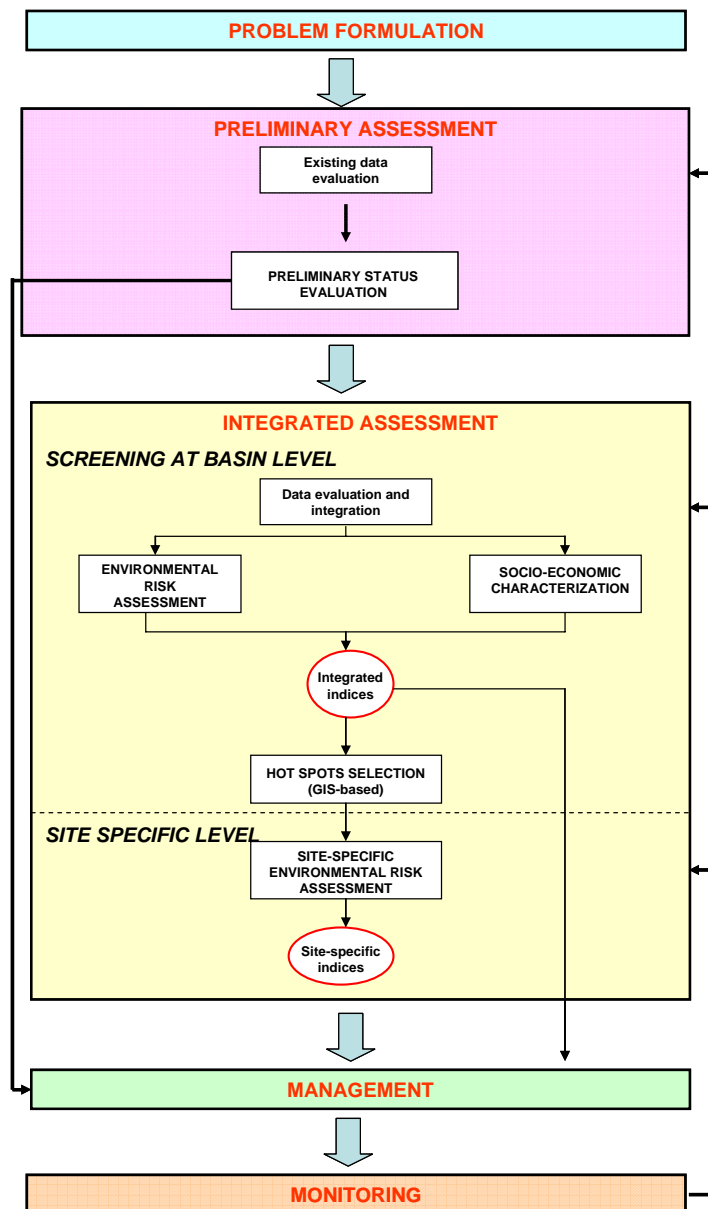 PROBLEM FORMULATION
PRELIMINARY ASSESSMENT
Existing data
evaluation
PRELIMINARY STATUS
EVALUATION
INTEGRATED ASSESSMENT
SCREENING AT BASIN LEVEL
Data evaluation and
integration
ENVIRONMENTAL
RISK
ASSESSMENT
SOCIO-ECONOMIC
CHARACTERIZATION
Integrated
indices
HOT SPOTS SELECTION
(GIS-based)
SITE SPECIFIC LEVEL
SITE-SPECIFIC
ENVIRONMENTAL RISK
ASSESSMENT
Site-specific
indices
MANAGEMENT
MONITORING